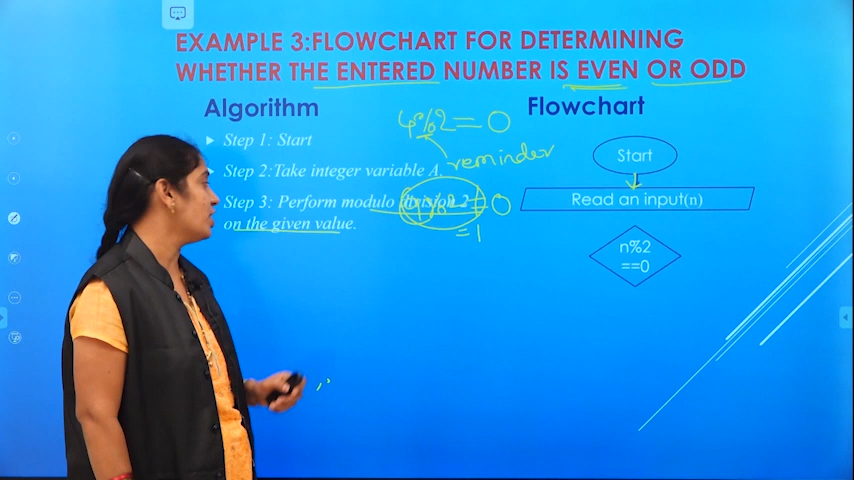 EXAMPLE 3:FLOWCHART FOR DETERMINING
WHETHER THE ENTERED NUMBER IS EVEN OR ODD
Algorithm
Step 1: Start
Step 2:Take integer variable A.
Step 3: Perform modulo division 2
on the given value.
4%2=0
reminder
=1
Flowchart
Start
Read an input(n)
n%2
==0